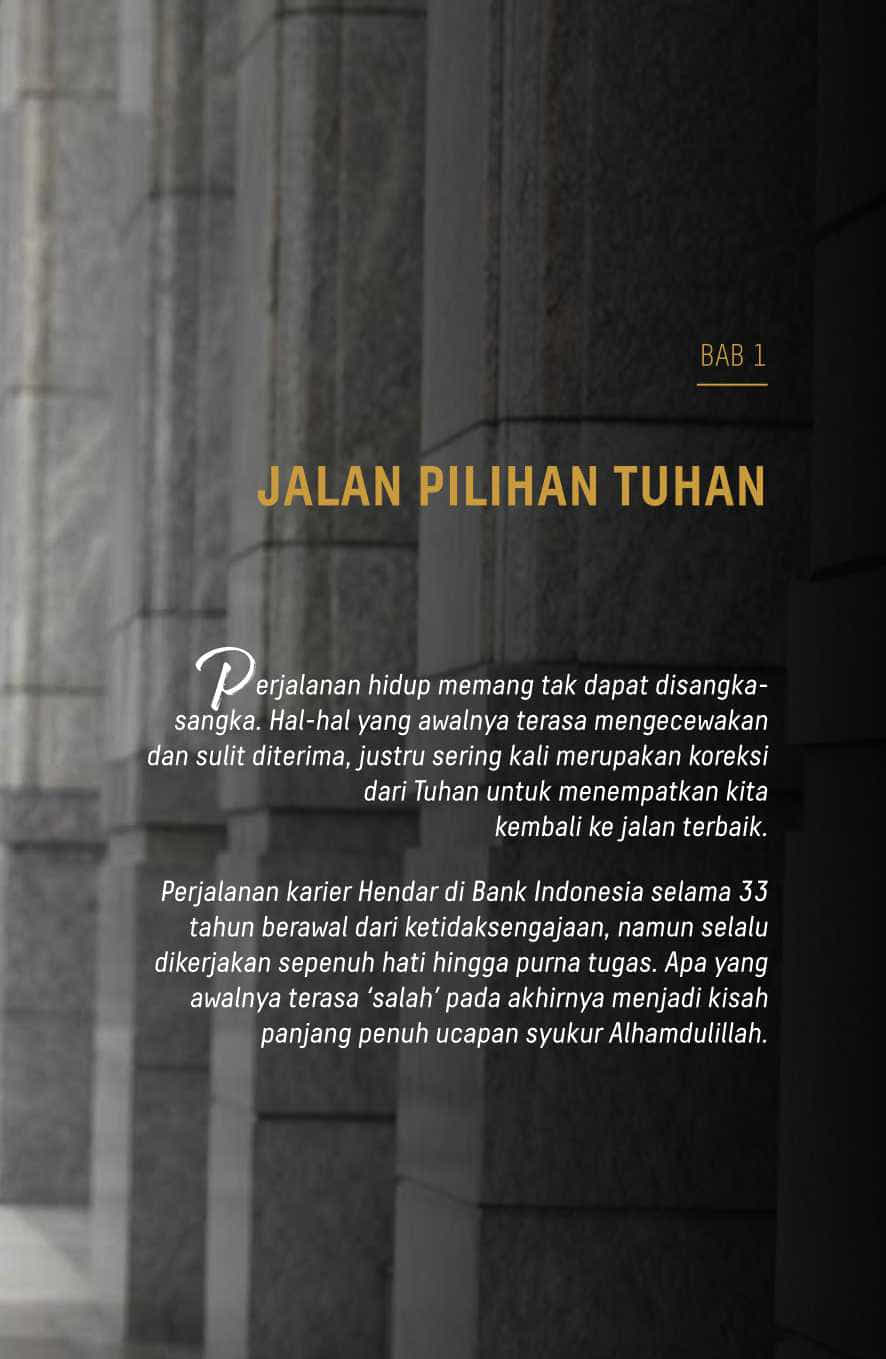 BAB 1
JALAN PILIHAN TUHAN
Perjalanan hidup memang tak dapat disangka-
sangka. Hal-hal yang awalnya terasa mengecewakan
dan sulit diterima, justru sering kali merupakan koreksi
dari Tuhan untuk menempatkan kita
kembali ke jalan terbaik.
Perjalanan karier Hendar di Bank Indonesia selama 33
tahun berawal dari ketidaksengajaan, namun selalu
dikerjakan sepenuh hati hingga purna tugas. Apa yang
awalnya terasa ‘salah’ pada akhirnya menjadi kisah
panjang penuh ucapan syukur Alhamdulillah.